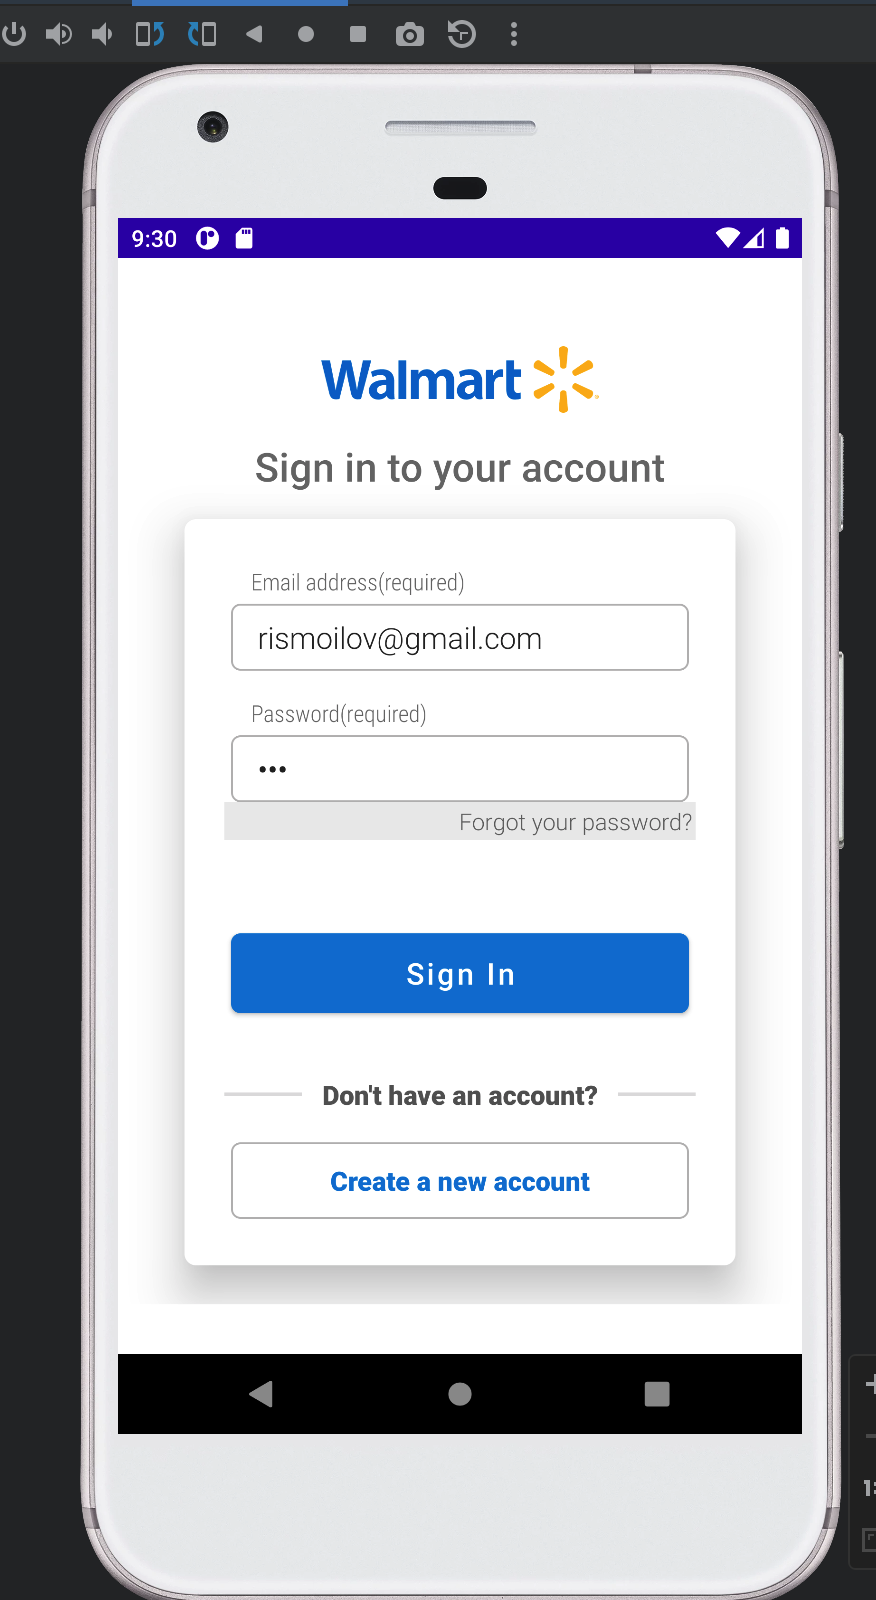 9:30
Walmart
Sign in to your account
Email address(required)
rismoilov@gmail.com
Password(required)
•••
Forgot your password?
Sign In
Don't have an account?
Create a new account